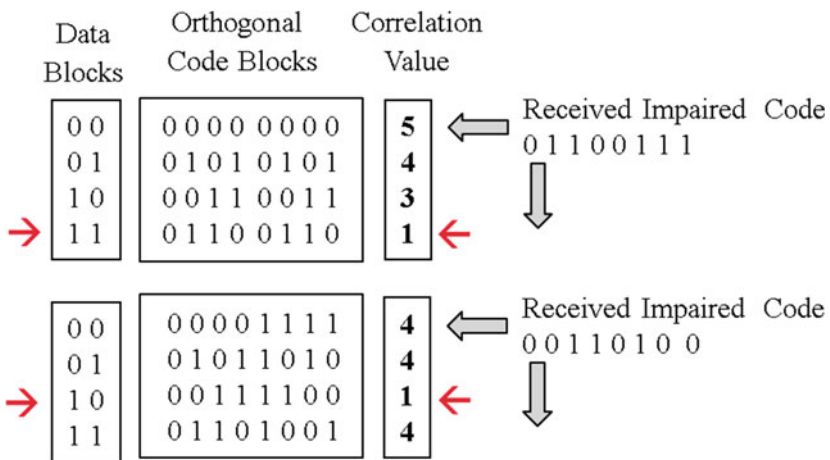 Data Blocks
Orthogonal Code Blocks
Correlation Value
0 0   0 0 0 0 0 0 0 0   5   Received Impaired Code
0 1   0 1 0 1 0 1 0 1   4   0 1 1 0 0 1 1 1
1 0   0 0 1 1 0 0 1 1   3
1 1   0 1 1 0 0 1 1 0   1
0 0   0 0 0 0 1 1 1 1   4   Received Impaired Code
0 1   0 1 0 1 1 0 1 0   4   0 0 1 1 0 1 0 0
1 0   0 0 1 1 1 1 0 0   1
1 1   0 1 1 0 1 0 0 1   4